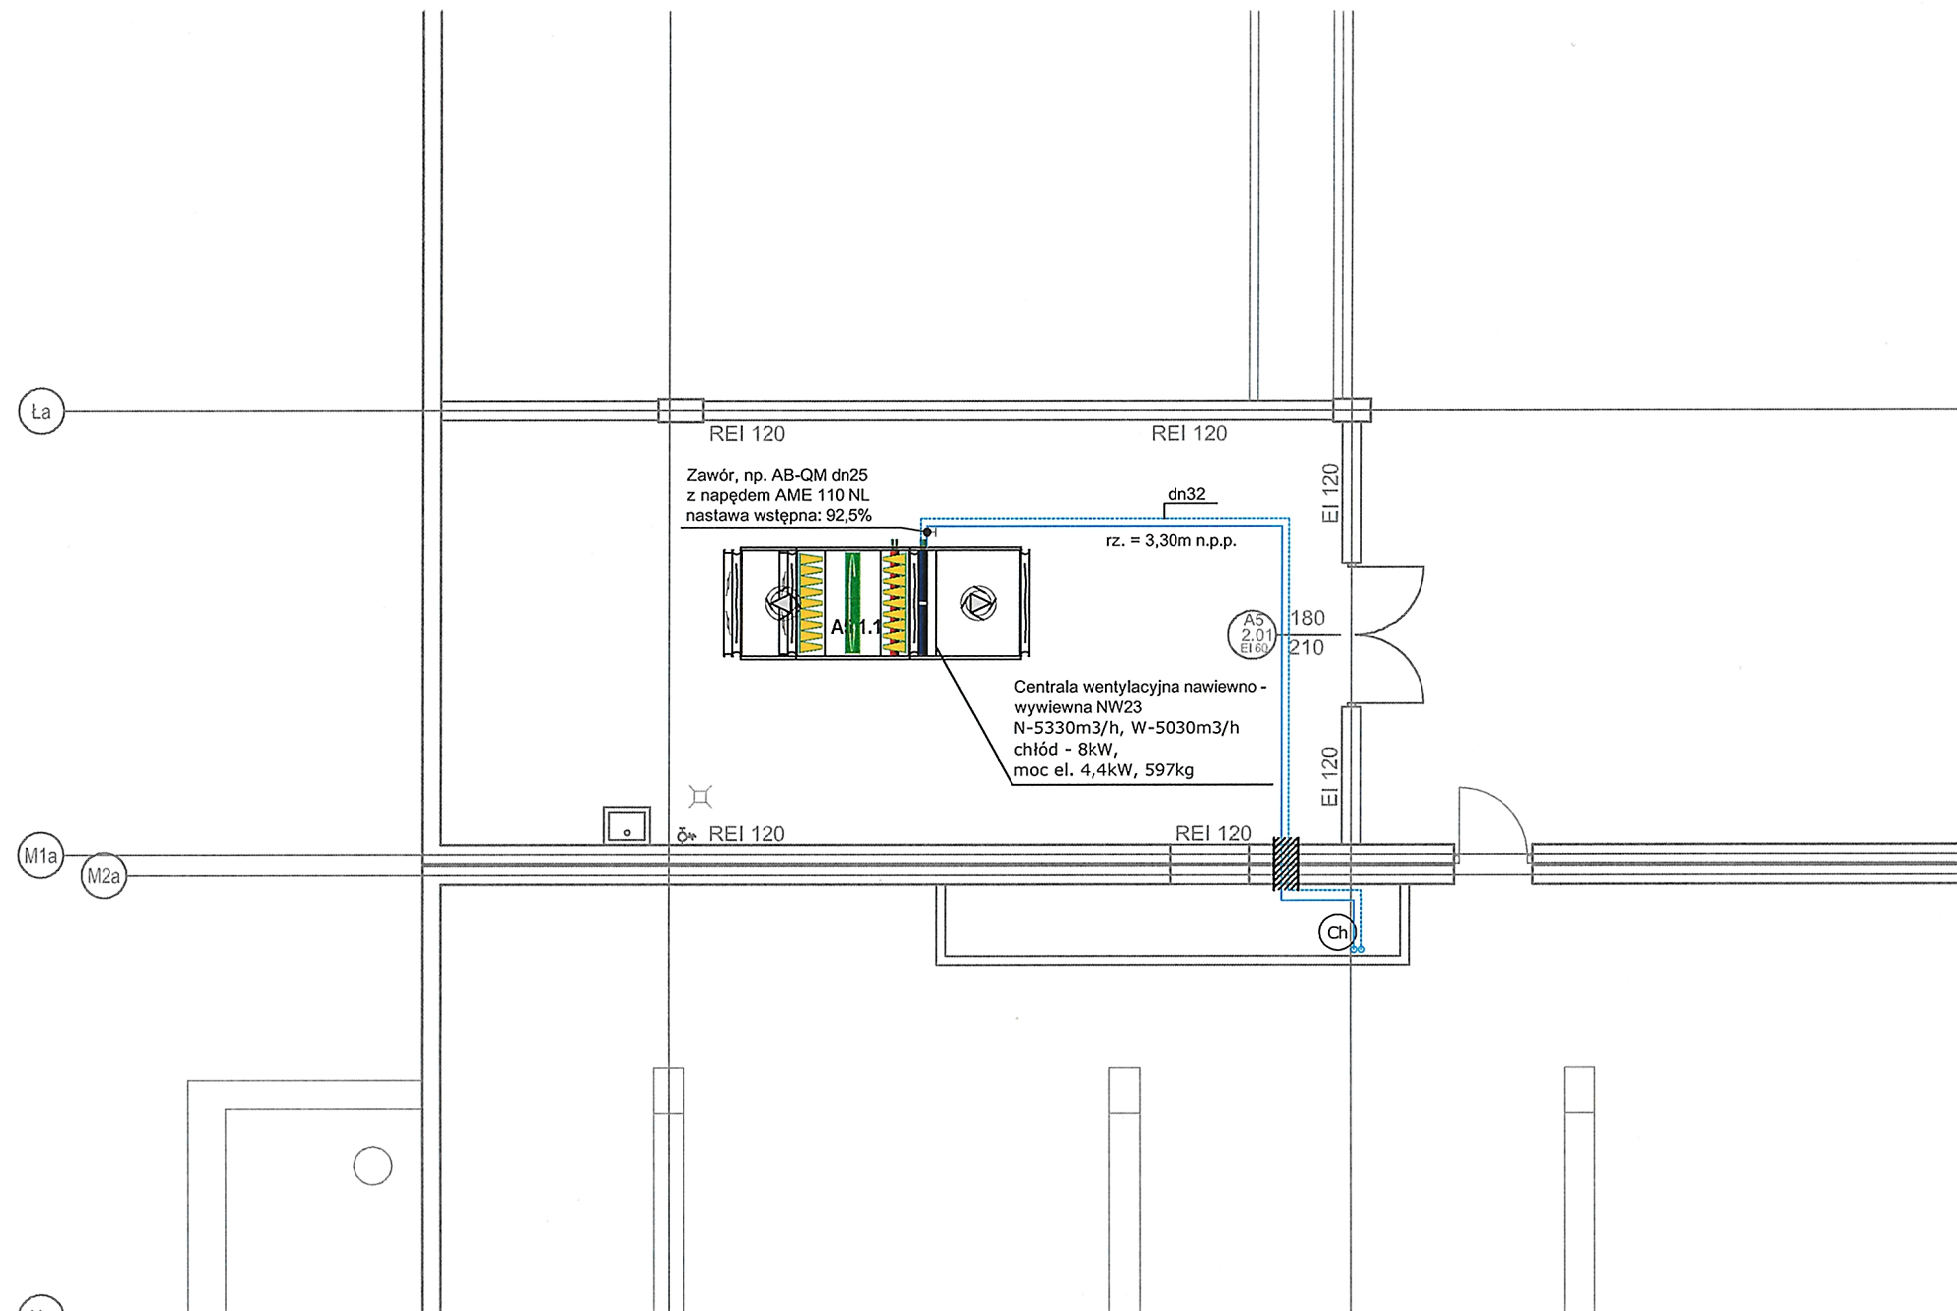 Ła
REI 120
REI 120
Zawór, np. AB-QM dn25
z napędem AME 110 NL
nastawa wstępna: 92,5%
dn32
rz. = 3,30m n.p.p.
EI 120
A5
2.01
EI 60
180
210
Centrala wentylacyjna nawiewno -
wywiewna NW23
N-5330m3/h, W-5030m3/h
chłód - 8kW,
moc el. 4,4kW, 597kg
EI 120
REI 120
REI 120
M1a
M2a
Ch